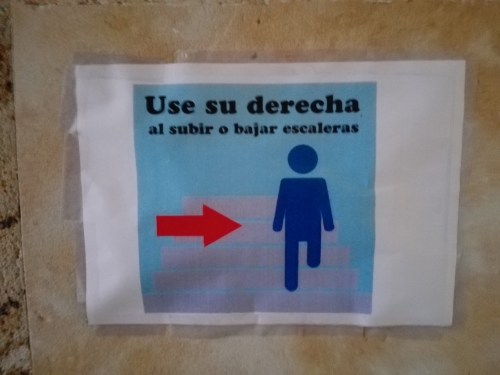 Use su derecha
al subir o bajar escaleras